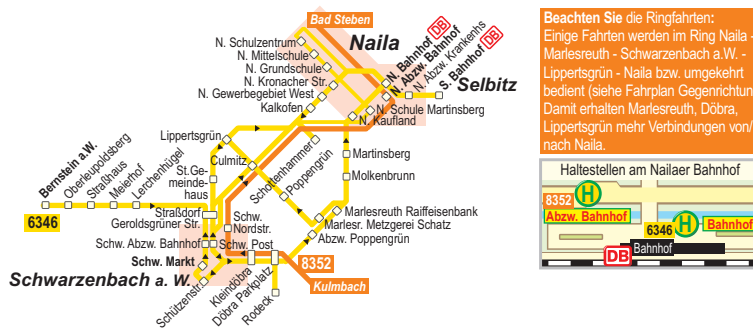 Bad Steben
Naila
N. Schulzentrum
N. Mittelschule
N. Grundschule
N. Kronacher Str.
N. Gewerbegebiet West
Kalkofen
N. Bahnhof DB
N. Abzw. Bahnhof
N. Abzw. Krankenhs
S. Bahnhof DB
Selbitz
N. Schule Martinsberg
N. Kaufland
Lippertsgrün
Culmitz
St.Ge-
meinde-
haus
Schottenhammer
Poppengrün
Martinsberg
Molkenbrunn
Bernstein a.W.
Oberleupoldsberg
Straßhaus
Meierhof
Lerchenhügel
6346
Straßdorf
Geroldsgrüner Str.
Schw.
Nordstr.
Marlesreuth Raiffeisenbank
Marlesr. Metzgerei Schatz
Abzw. Poppengrün
Schw. Abzw. Bahnhof
Schw. Post
Schw. Markt
Schwarzenbach a. W.
Schützenstr.
Kleindöbra
Döbra Parkplatz
Rodeck
8352
Kulmbach
Beachten Sie die Ringfahrten:
Einige Fahrten werden im Ring Naila -
Marlesreuth - Schwarzenbach a.W. -
Lippertsgrün - Naila bzw. umgekehrt
bedient (siehe Fahrplan Gegenrichtun
Damit erhalten Marlesreuth, Döbra,
Lippertsgrün mehr Verbindungen von/
nach Naila.
Haltestellen am Nailaer Bahnhof
8352
H
Abzw. Bahnhof
6346
H
Bahnhof
Bahnhof
DB